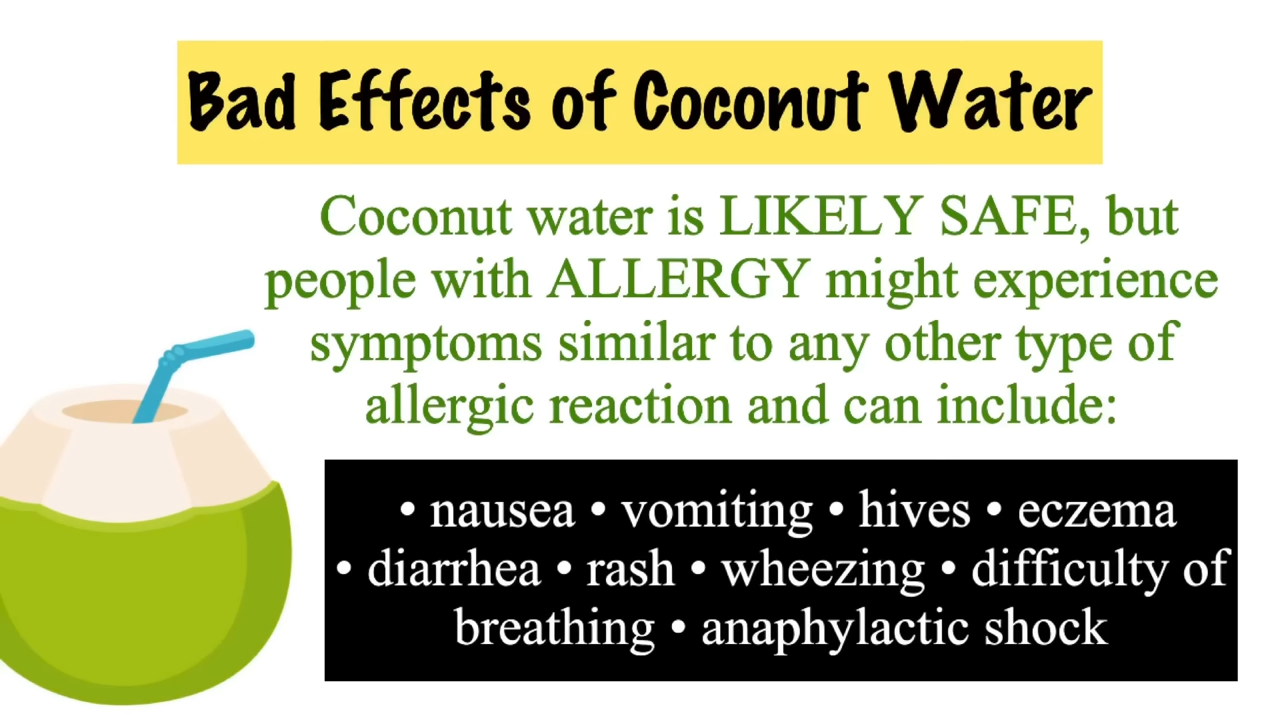 Bad Effects of Coconut Water
Coconut water is LIKELY SAFE, but
people with ALLERGY might experience
symptoms similar to any other type of
allergic reaction and can include:
• nausea • vomiting • hives • eczema
• diarrhea • rash • wheezing • difficulty of
breathing • anaphylactic shock